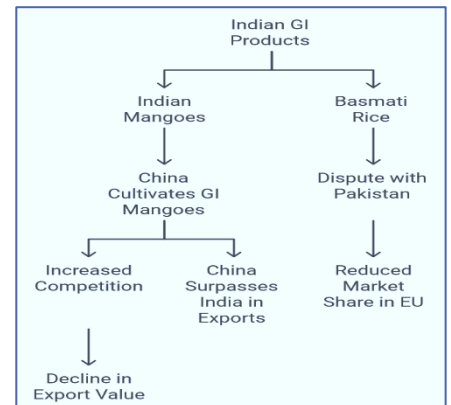 Indian GI
Products
Indian
Mangoes
Basmati
Rice
China
Cultivates GI
Mangoes
Dispute with
Pakistan
Increased
Competition
China
Surpasses
India in
Exports
Reduced
Market
Share in EU
Decline in
Export Value